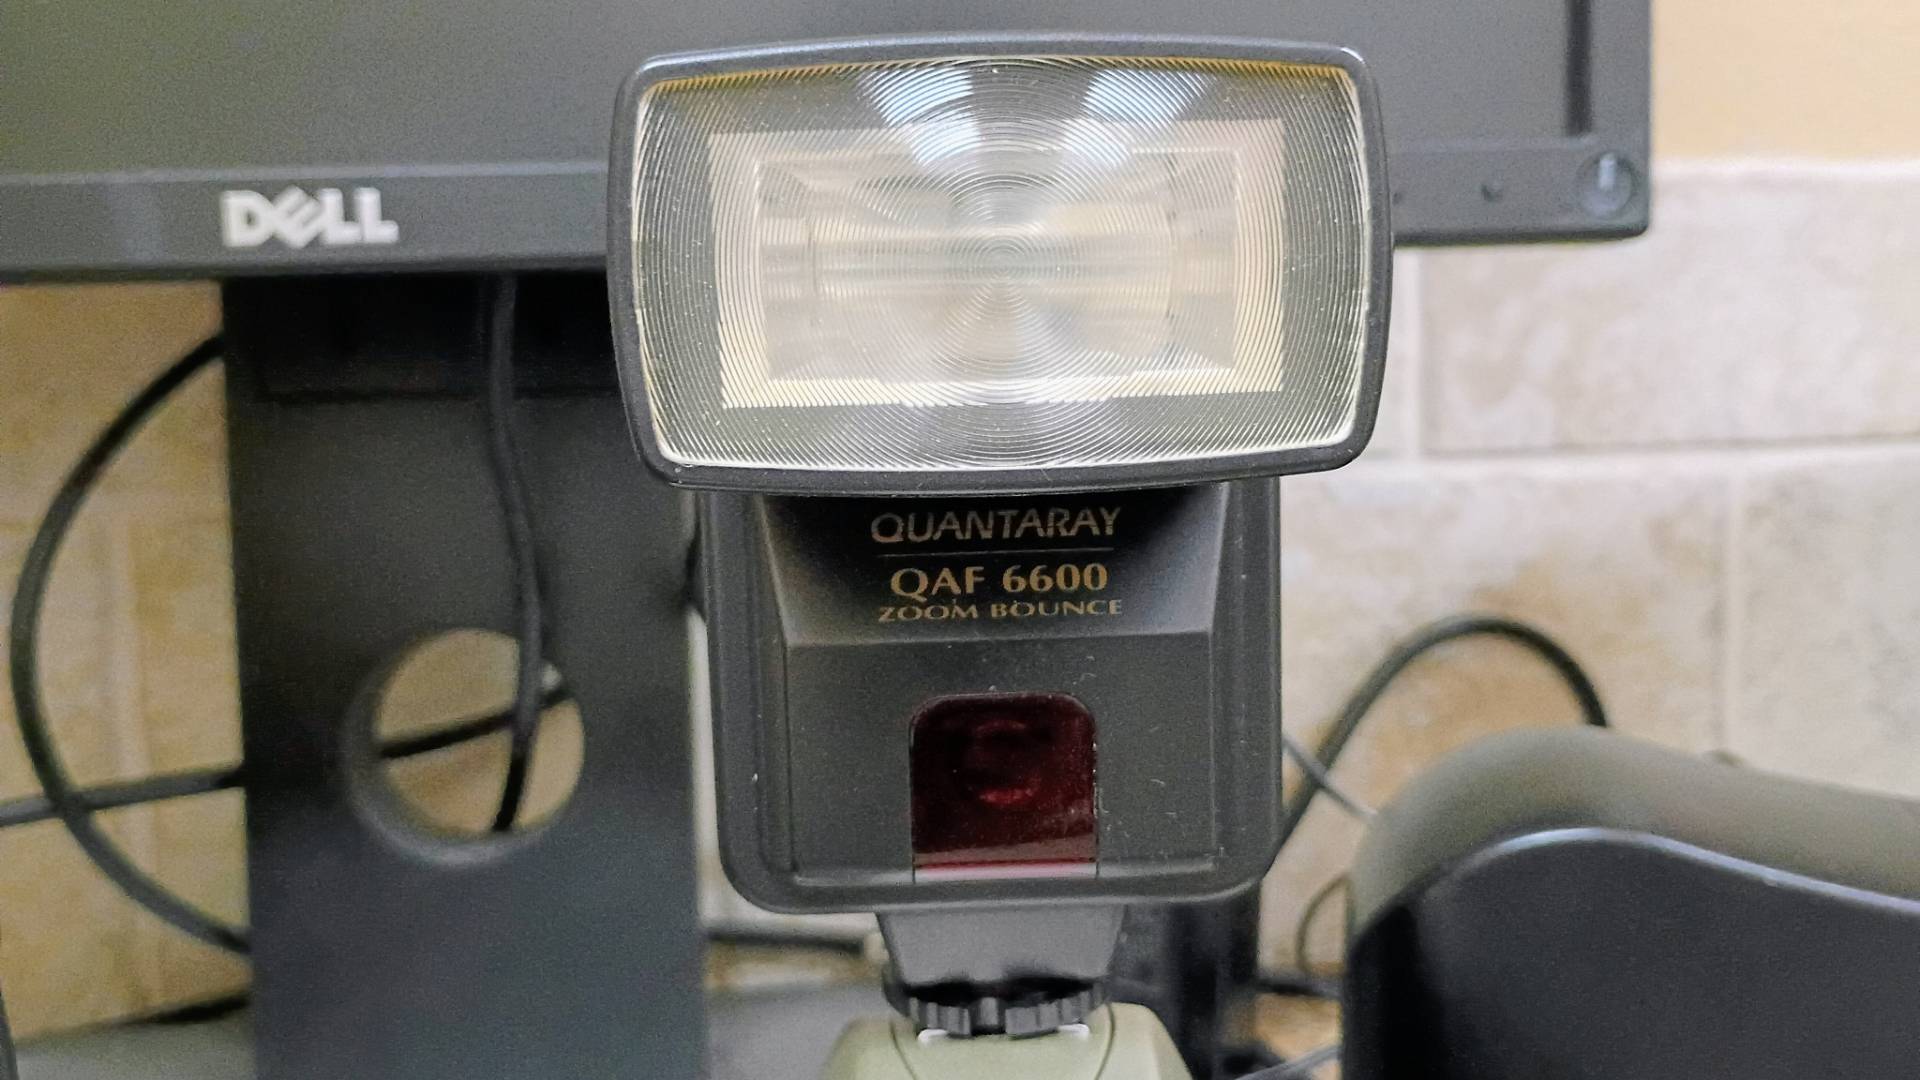 DELL
QUANTARAY
QAF 6600
ZOOM BOUNCE